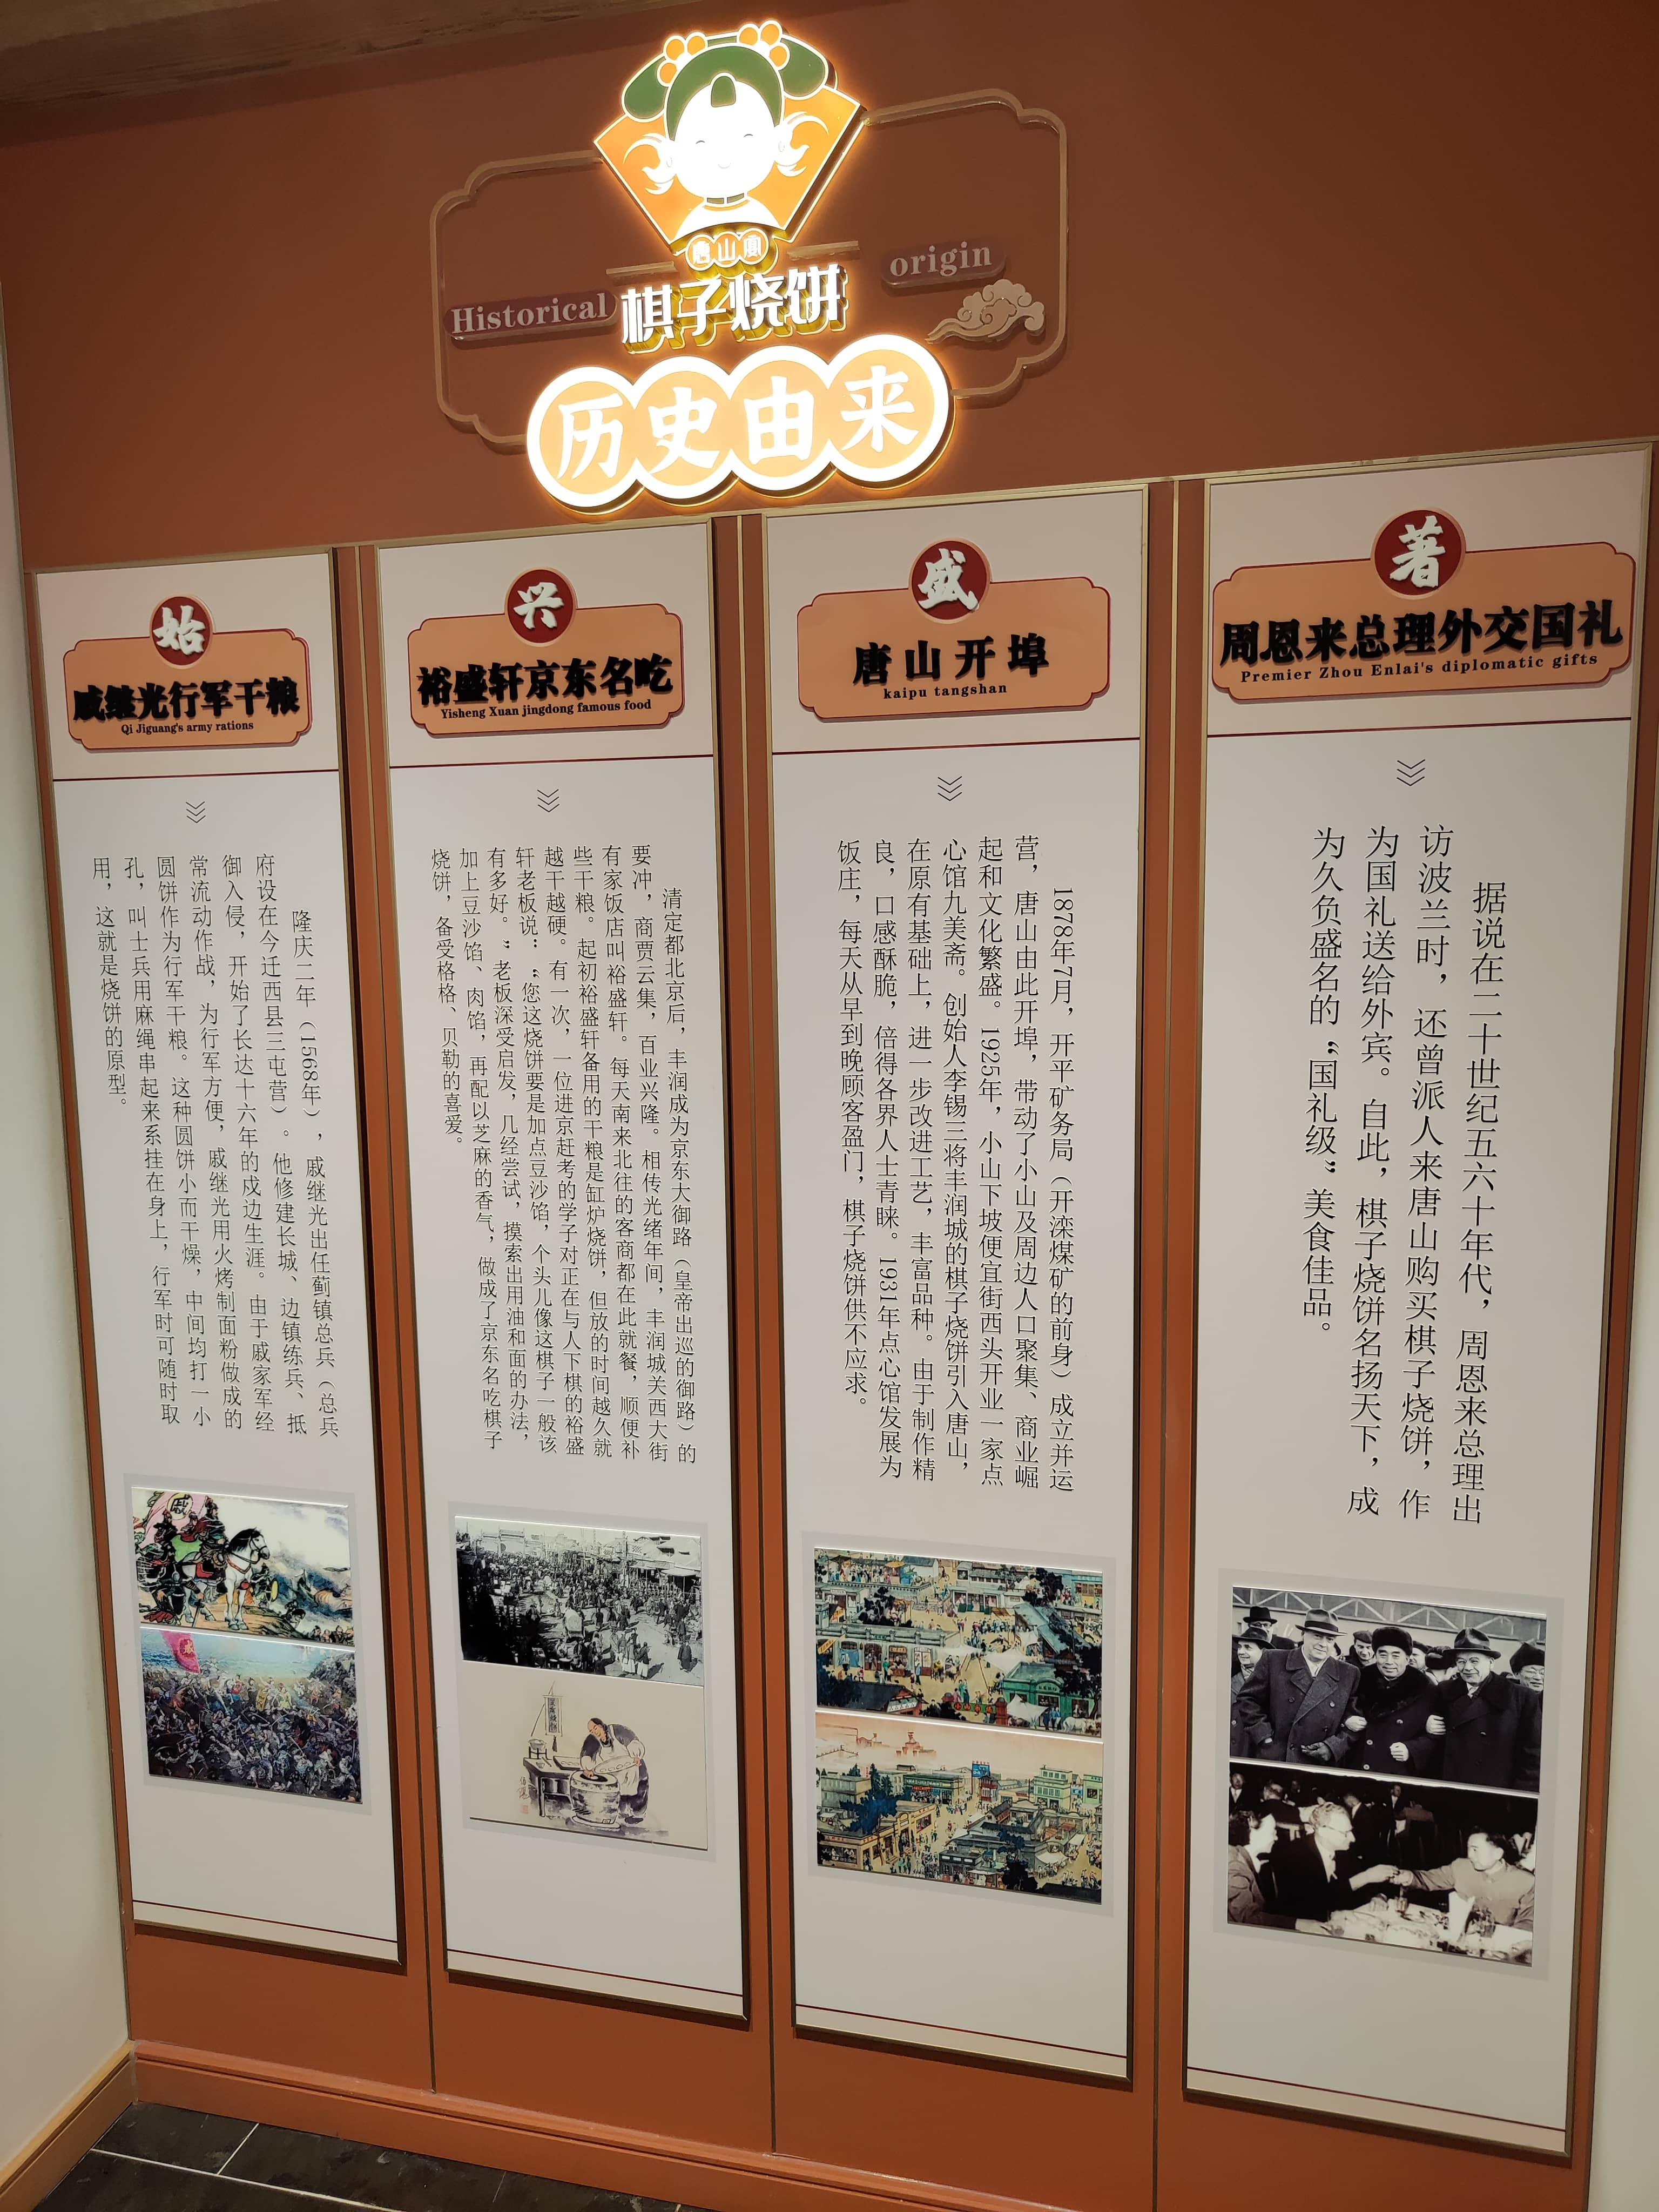 唐山凰
棋子烧饼
Historical
origin
历史由来
始
戚继光行军干粮
Qi Jiguang's army rations
隆庆二年（1568年），戚继光出任蓟镇总兵（总兵
府设在今迁西县三屯营）。他修建长城、边镇练兵、抵
御入侵，开始了长达十六年的戍边生涯。由于戚家军经
常流动作战，为行军方便，戚继光用火烤制面粉做成的
圆饼作为行军干粮。这种圆饼小而干燥，中间均打一小
孔，叫士兵用麻绳串起来系挂在身上，行军时可随时取
用，这就是烧饼的原型。
戚
兴
裕盛轩京东名吃
Yisheng Xuan jingdong famous food
清定都北京后，丰润成为京东大御路（皇帝出巡的御路）的
要冲，商贾云集，百业兴隆。相传光绪年间，丰润城关西大街
有家饭店叫裕盛轩。每天南来北往的客商都在此就餐，顺便补
些干粮。起初裕盛轩备用的干粮是缸炉烧饼，但放的时间越久就
越干越硬。有一次，一位进京赶考的学子对正在与人下棋的裕盛
轩老板说：“您这烧饼要是加点豆沙馅，个头儿像这棋子一般该
有多好。”老板深受启发，几经尝试，摸索出用油和面的办法，
加上豆沙馅、肉馅，再配以芝麻的香气，做成了京东名吃棋子
烧饼，备受格格、贝勒的喜爱。
盛
唐山开埠
kaipu tangshan
1878年7月，开平矿务局（开滦煤矿的前身）成立并运
营，唐山由此开埠，带动了小山及周边人口聚集、商业崛
起和文化繁盛。1925年，小山下坡便宜街西头开业一家点
心馆九美斋。创始人李锡三将丰润城的棋子烧饼引入唐山，
在原有基础上，进一步改进工艺，丰富品种。由于制作精
良，口感酥脆，倍得各界人士青睐。1931年点心馆发展为
饭庄，每天从早到晚顾客盈门，棋子烧饼供不应求。
著
周恩来总理外交国礼
Premier Zhou Enlai's diplomatic gifts
据说在二十世纪五六十年代，周恩来总理出
访波兰时，还曾派人来唐山购买棋子烧饼，作
为国礼送给外宾。自此，棋子烧饼名扬天下，成
为久负盛名的“国礼级”美食佳品。